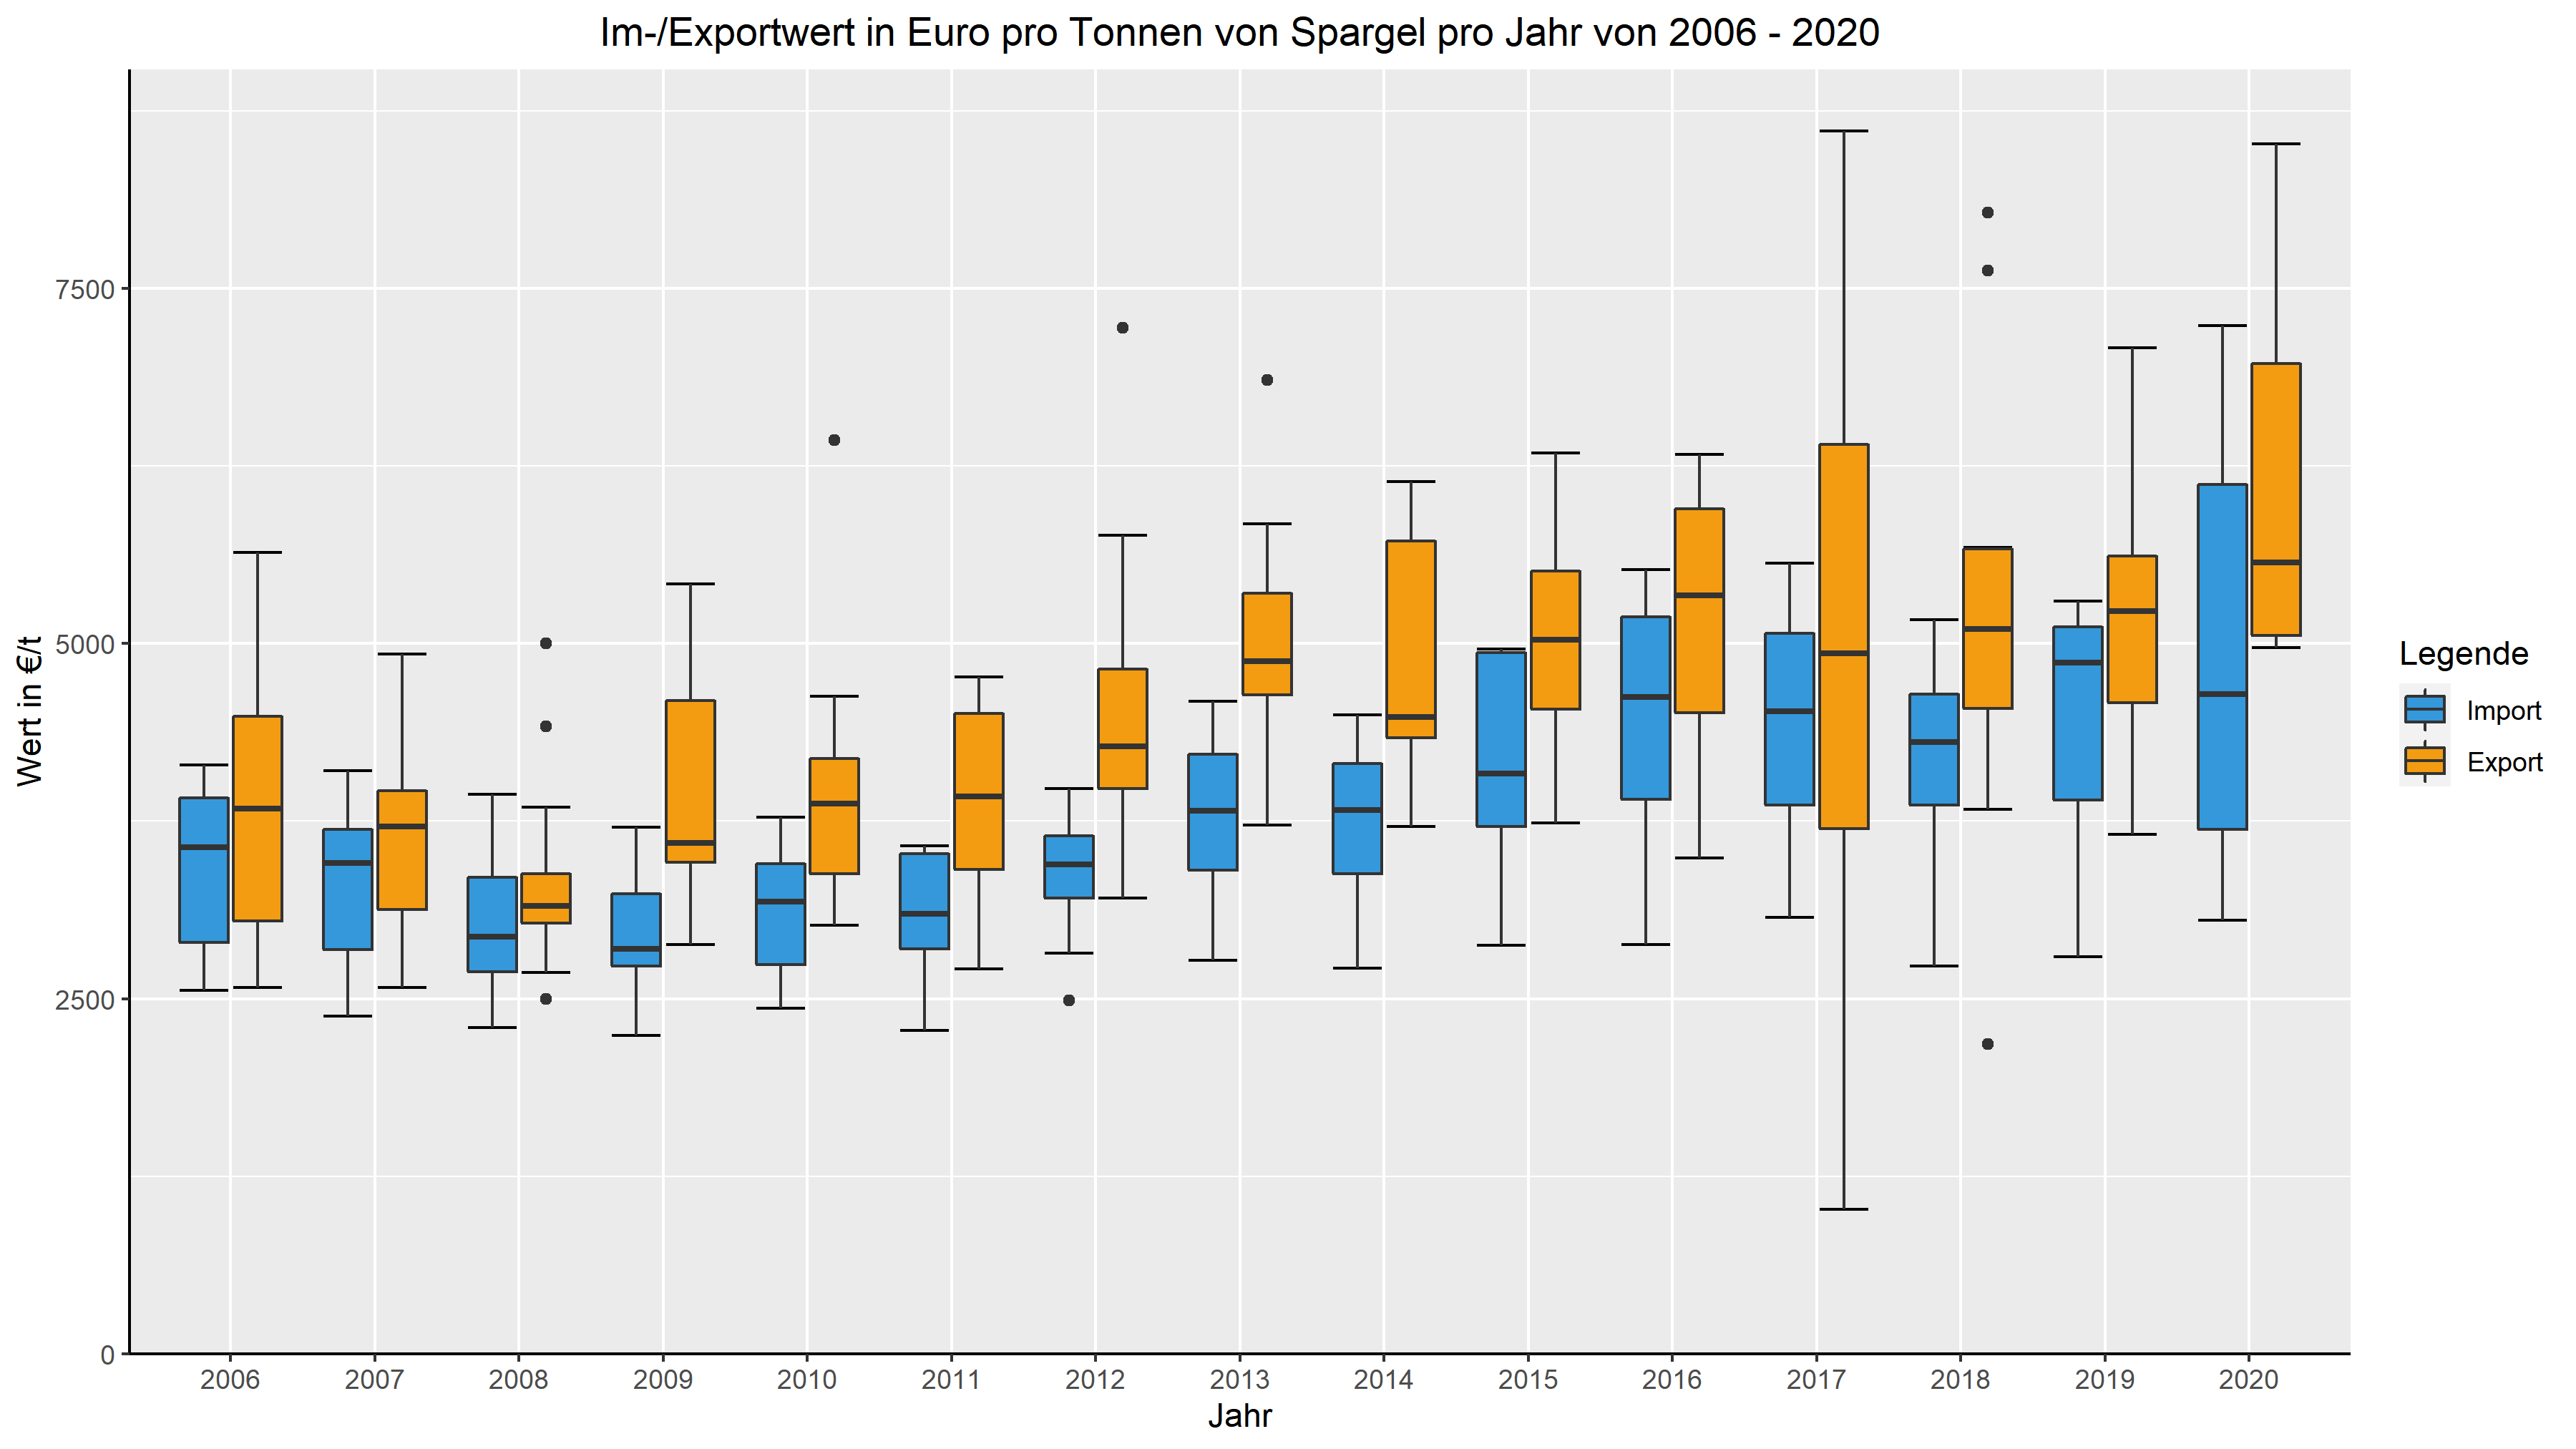 Im-/Exportwert in Euro pro Tonnen von Spargel pro Jahr von 2006 - 2020
Wert in €/t
7500
5000
2500
0
2006 2007 2008 2009 2010 2011 2012 2013 2014 2015 2016 2017 2018 2019 2020
Jahr
Legende
Import
Export